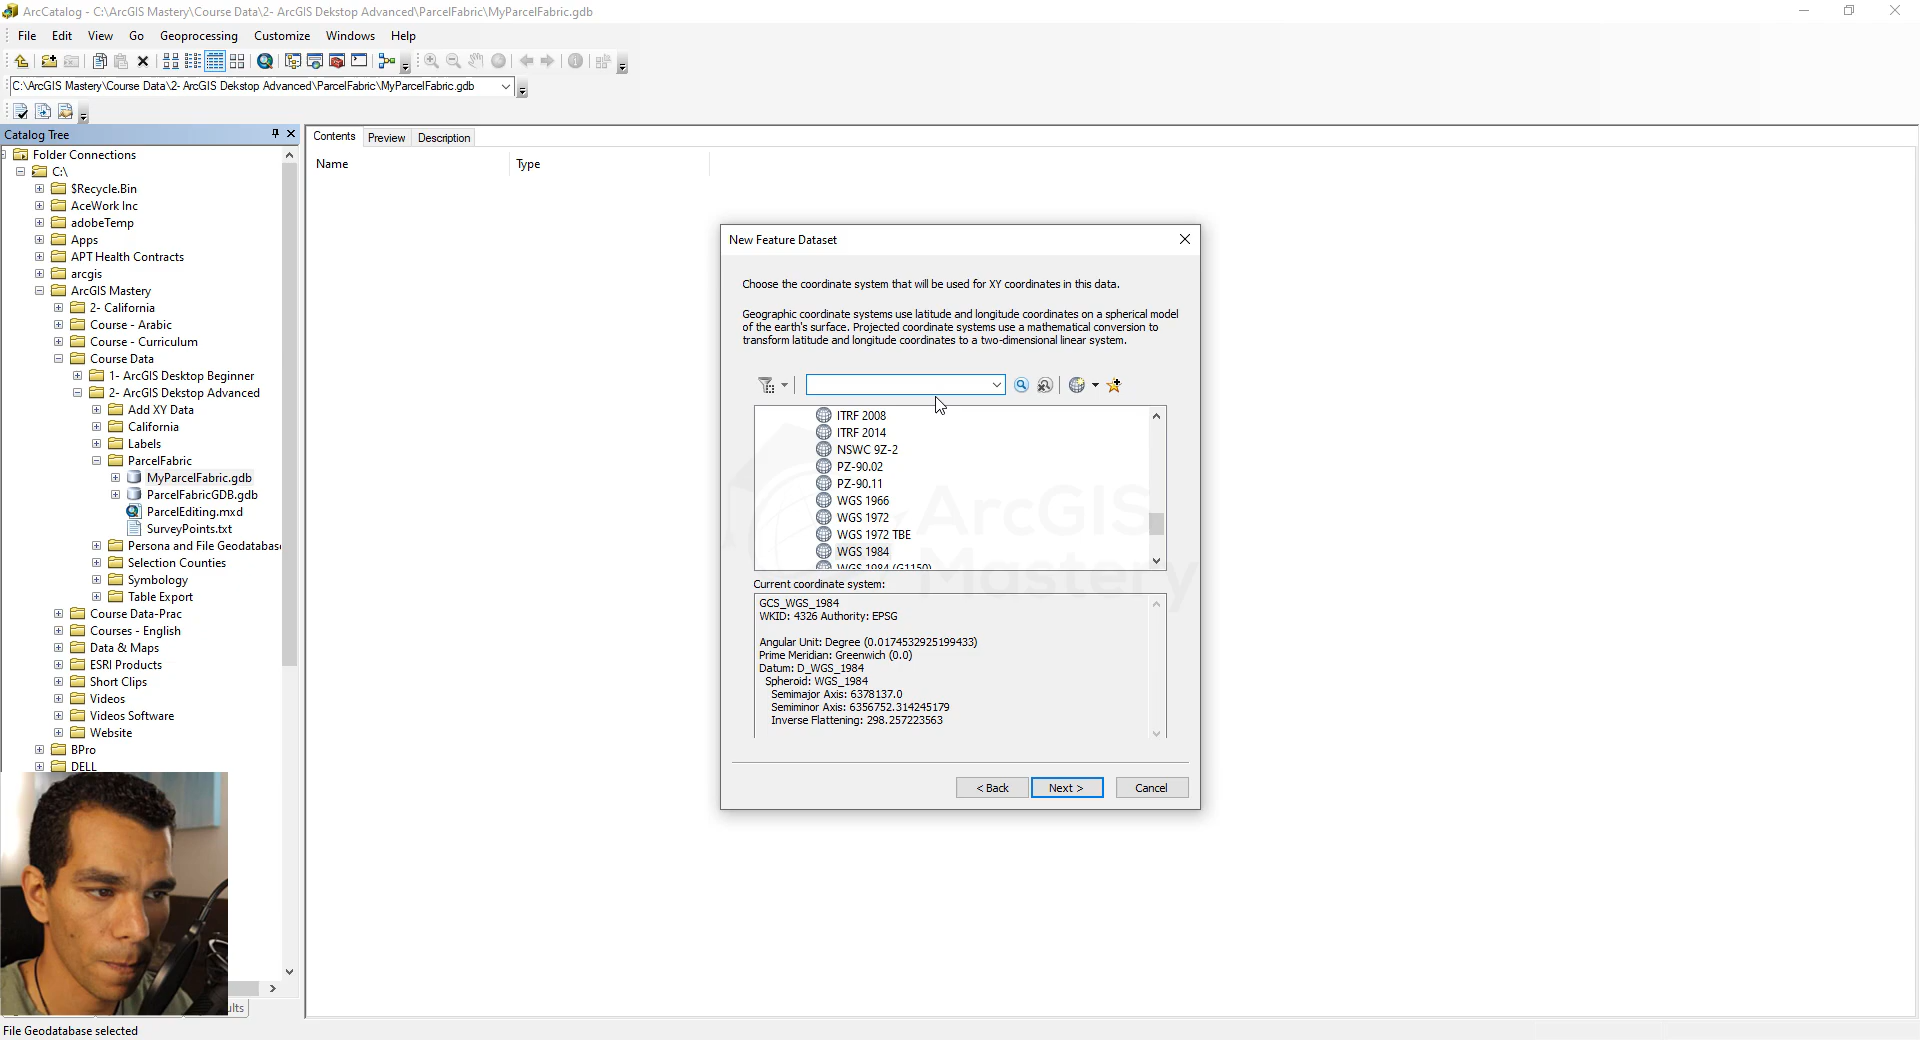 ArcCatalog - C:\ArcGIS Mastery\Course Data\2- ArcGIS Dekstop Advanced\ParcelFabric\MyParcelFabric.gdb
File Edit View Go Geoprocessing Customize Windows Help
C:\ArcGIS Mastery\Course Data\2- ArcGIS Dekstop Advanced\ParcelFabric\MyParcelFabric.gdb
Catalog Tree
Folder Connections
C:\
$Recycle.Bin
AceWork Inc
adobeTemp
Apps
APT Health Contracts
arcgis
ArcGIS Mastery
2- California
Course - Arabic
Course - Curriculum
Course Data
1- ArcGIS Desktop Beginner
2- ArcGIS Dekstop Advanced
Add XY Data
California
Labels
ParcelFabric
MyParcelFabric.gdb
ParcelFabricGDB.gdb
ParcelEditing.mxd
SurveyPoints.txt
Persona and File Geodatabase
Selection Counties
Symbology
Table Export
Course Data-Prac
Courses - English
Data & Maps
ESRI Products
Short Clips
Videos
Videos Software
Website
BPro
DELL
File Geodatabase selected
Contents Preview Description
Name Type
New Feature Dataset
Choose the coordinate system that will be used for XY coordinates in this data.
Geographic coordinate systems use latitude and longitude coordinates on a spherical model
of the earth's surface. Projected coordinate systems use a mathematical conversion to
transform latitude and longitude coordinates to a two-dimensional linear system.
ITRF 2008
ITRF 2014
NSWC 9Z-2
PZ-90.02
PZ-90.11
WGS 1966
WGS 1972
WGS 1972 TBE
WGS 1984
WGS 1984 (G1150)
ArcGIS
Mastery
Current coordinate system:
GCS_WGS_1984
WKID: 4326 Authority: EPSG
Angular Unit: Degree (0.0174532925199433)
Prime Meridian: Greenwich (0.0)
Datum: D_WGS_1984
Spheroid: WGS_1984
Semimajor Axis: 6378137.0
Semiminor Axis: 6356752.314245179
Inverse Flattening: 298.257223563
< Back Next > Cancel